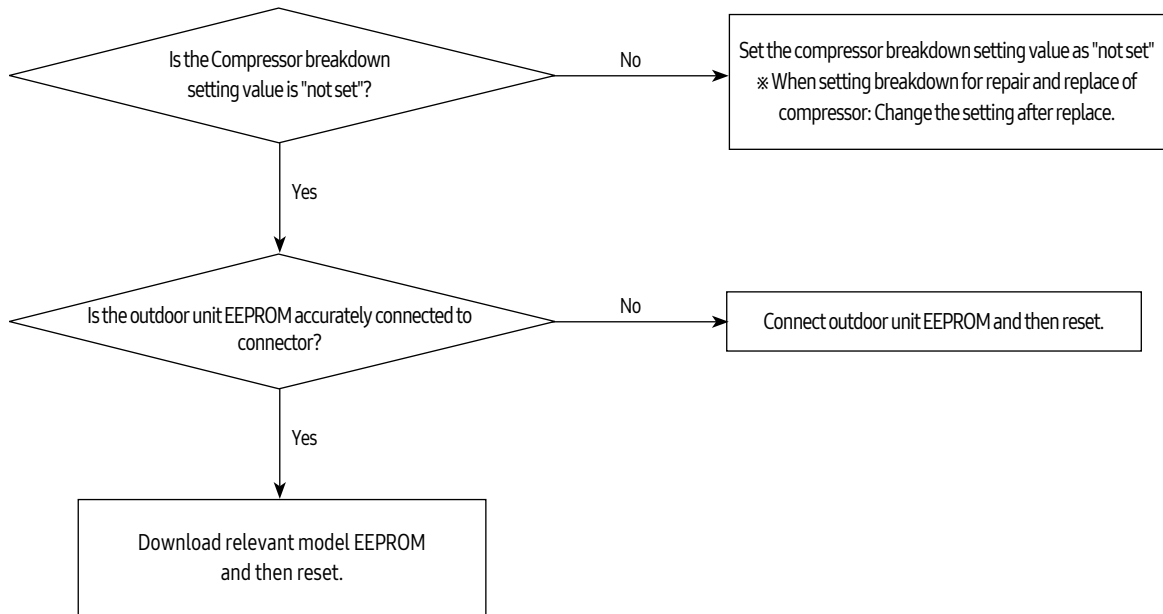 Is the Compressor breakdown
setting value is "not set"?
No
Set the compressor breakdown setting value as "not set"
※ When setting breakdown for repair and replace of
compressor: Change the setting after replace.
Yes
Is the outdoor unit EEPROM accurately connected to
connector?
No
Connect outdoor unit EEPROM and then reset.
Yes
Download relevant model EEPROM
and then reset.